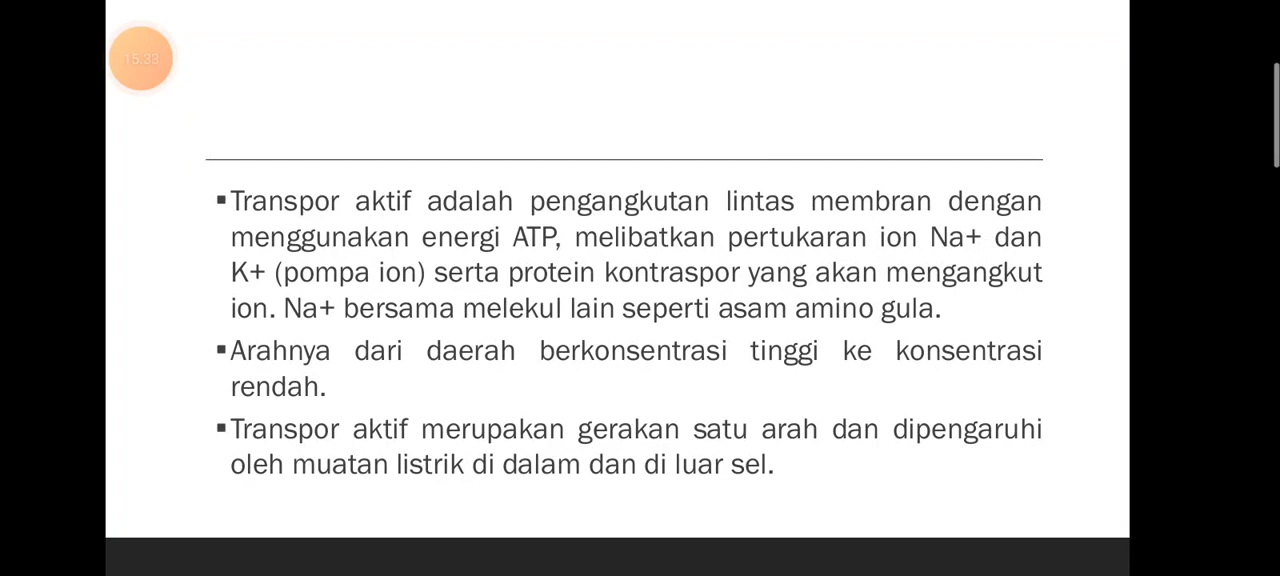 15:38
▪Transpor aktif adalah pengangkutan lintas membran dengan
menggunakan energi ATP, melibatkan pertukaran ion Na+ dan
K+ (pompa ion) serta protein kontraspor yang akan mengangkut
ion. Na+ bersama melekul lain seperti asam amino gula.
▪Arahnya dari daerah berkonsentrasi tinggi ke konsentrasi
rendah.
▪Transpor aktif merupakan gerakan satu arah dan dipengaruhi
oleh muatan listrik di dalam dan di luar sel.